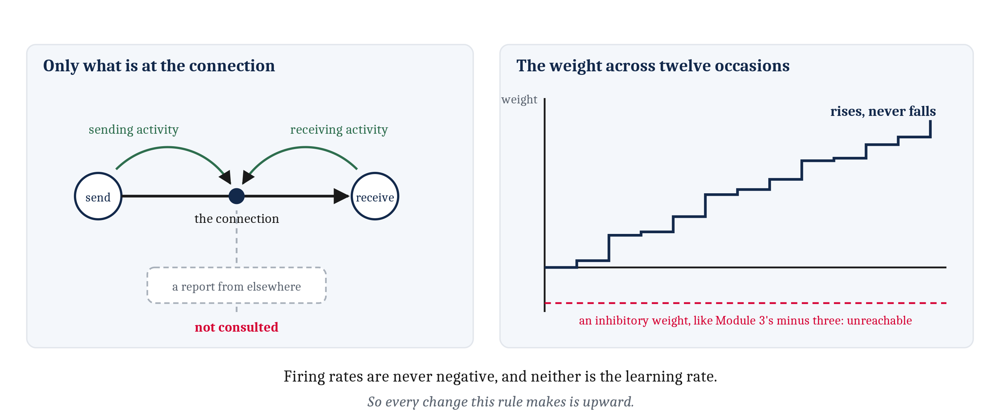 Only what is at the connection
sending activity
receiving activity
send
receive
the connection
a report from elsewhere
not consulted
The weight across twelve occasions
weight
rises, never falls
an inhibitory weight, like Module 3's minus three: unreachable
Firing rates are never negative, and neither is the learning rate.
So every change this rule makes is upward.